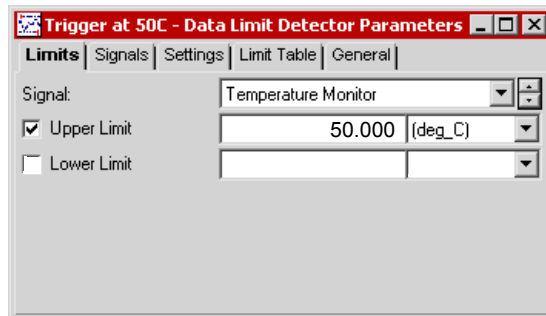 Trigger at 50C - Data Limit Detector Parameters
Limits Signals Settings Limit Table General
Signal: Temperature Monitor
Upper Limit 50.000 (deg_C)
Lower Limit